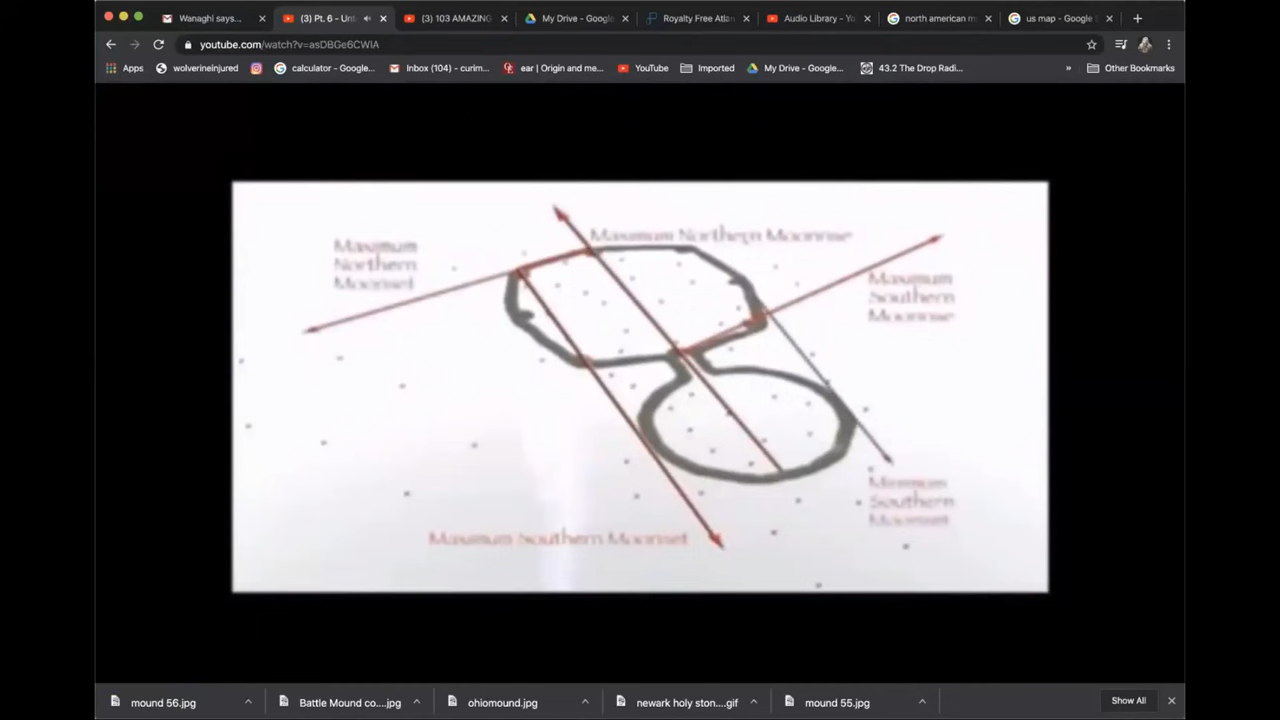 Wanaghi says...
(3) Pt. 6 - Unt
(3) 103 AMAZING
My Drive - Google
Royalty Free Atlan
Audio Library - Yo
north american m
us map - Google S
youtube.com/watch?v=asDBGe6CWIA
Apps
wolverineinjured
calculator - Google...
Inbox (104) - curim...
ear | Origin and me...
YouTube
Imported
My Drive - Google...
43.2 The Drop Radi...
»
Other Bookmarks
Maximum
Northern
Moonset
Maximum Northern Moonrise
Maximum
Southern
Moonrise
Minimum
Southern
Moonset
Maximum Southern Moonset
mound 56.jpg
Battle Mound co....jpg
ohiomound.jpg
newark holy ston....gif
mound 55.jpg
Show All